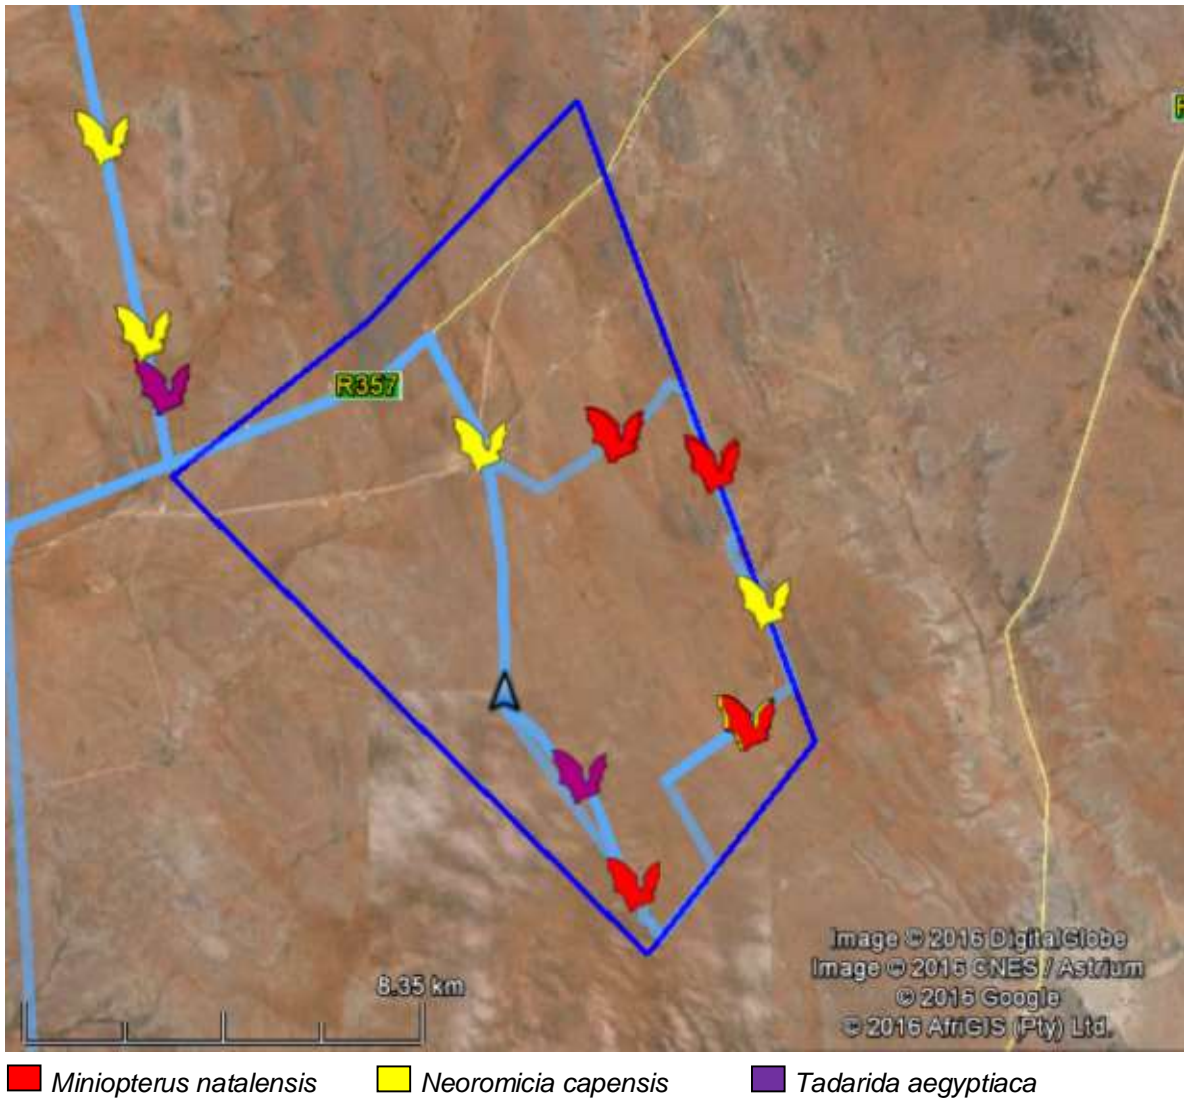 R357
8.35 km
Image © 2016 DigitalGlobe
Image © 2016 CNES / Astrium
© 2016 Google
© 2016 AfriGIS (Pty) Ltd.
Miniopterus natalensis Neoromicia capensis Tadarida aegyptiaca